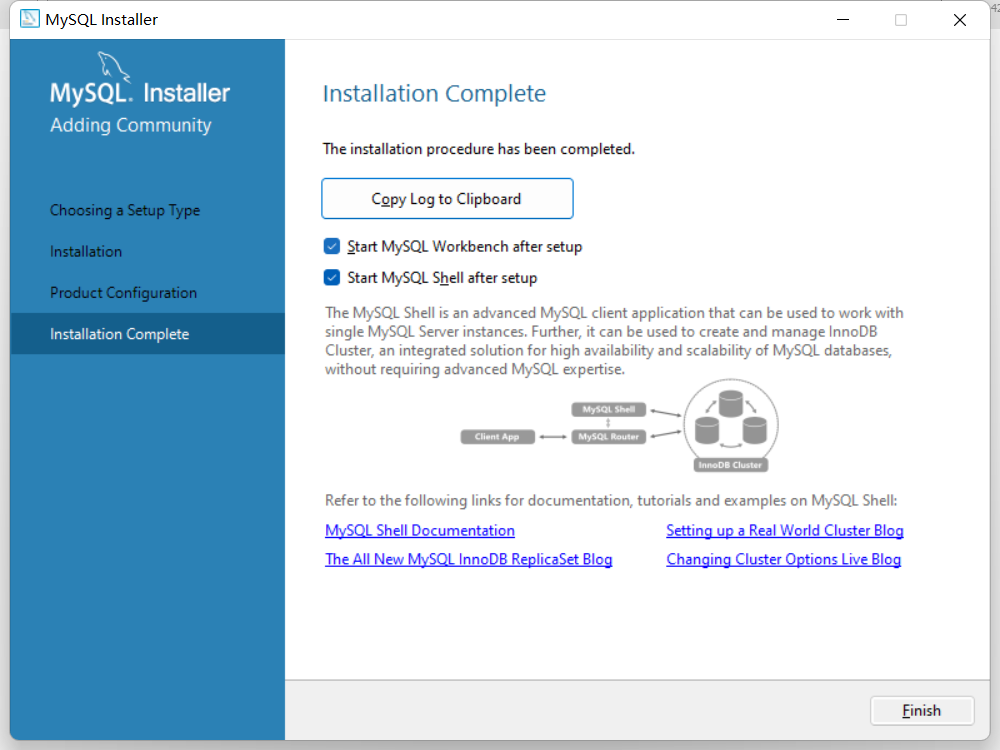 MySQL Installer
MySQL. Installer
Adding Community
Choosing a Setup Type
Installation
Product Configuration
Installation Complete
Installation Complete
The installation procedure has been completed.
Copy Log to Clipboard
Start MySQL Workbench after setup
Start MySQL Shell after setup
The MySQL Shell is an advanced MySQL client application that can be used to work with
single MySQL Server instances. Further, it can be used to create and manage InnoDB
Cluster, an integrated solution for high availability and scalability of MySQL databases,
without requiring advanced MySQL expertise.
MySQL Shell
Client App
MySQL Router
InnoDB Cluster
Refer to the following links for documentation, tutorials and examples on MySQL Shell:
MySQL Shell Documentation
Setting up a Real World Cluster Blog
The All New MySQL InnoDB ReplicaSet Blog
Changing Cluster Options Live Blog
Finish